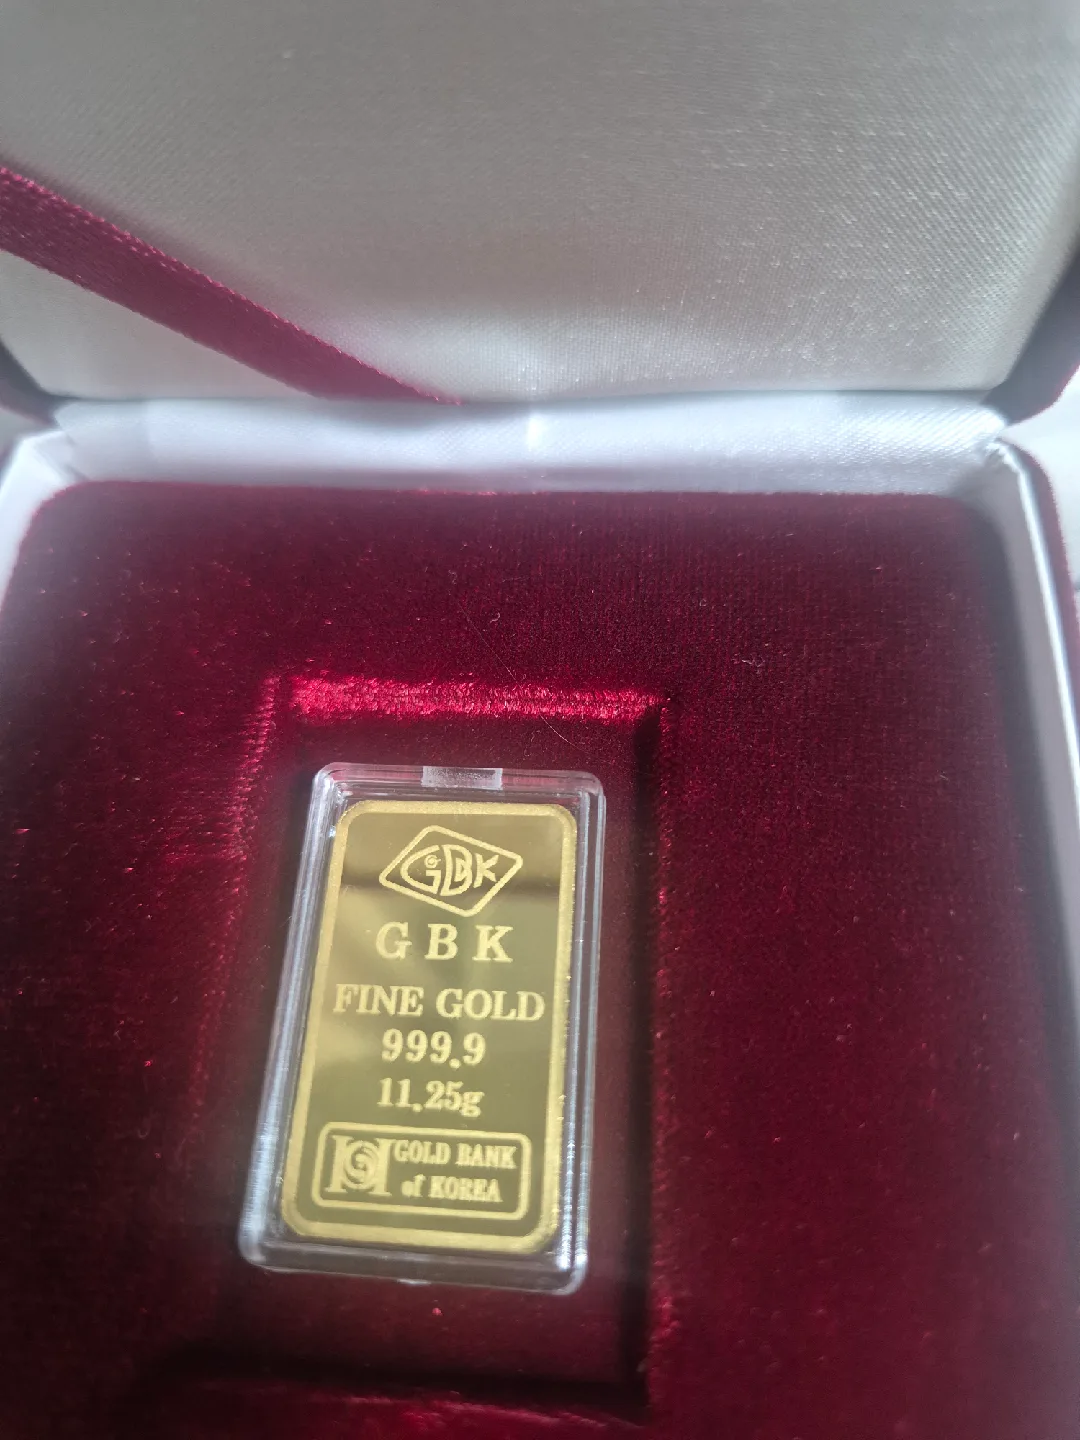 GBK
GBK
FINE GOLD
999.9
11.25g
GOLD BANK
of KOREA